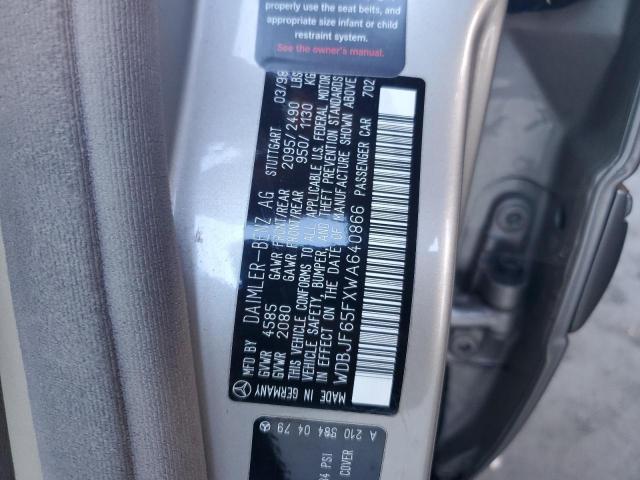 properly use the seat belts, and
appropriate size infant or child
restraint system.
See the owner's manual.
MFD BY DAIMLER-BENZ AG STUTTGART 03/98
GVWR 4585 GAWR FRONT/REAR 2095/2490 LBS
GVWR 2080 GAWR FRONT/REAR 950/1130 KG
THIS VEHICLE CONFORMS TO ALL APPLICABLE U.S. FEDERAL MOTOR
VEHICLE SAFETY, BUMPER, AND THEFT PREVENTION STANDARDS
IN EFFECT ON THE DATE OF MANUFACTURE SHOWN ABOVE
WDBJF65FXWA640866 PASSENGER CAR 702
MADE IN GERMANY
A 210 584 04 79
PSI
COVER